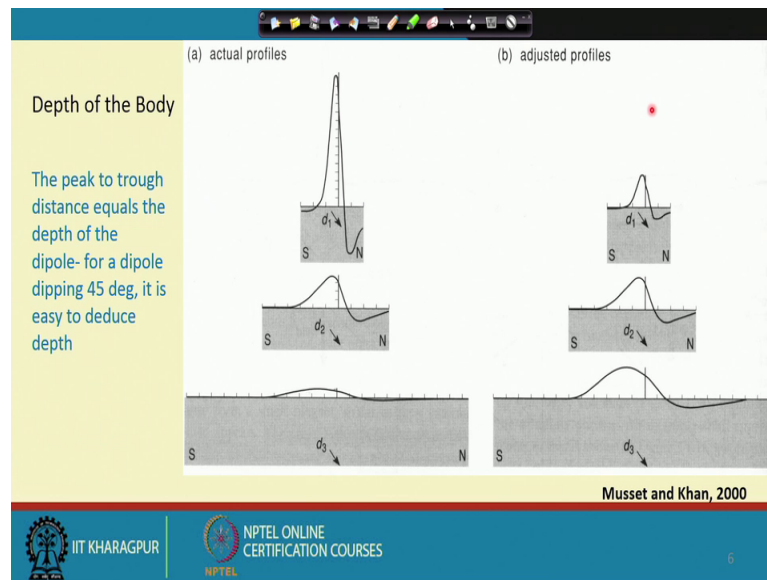 (a) actual profiles
(b) adjusted profiles
Depth of the Body
The peak to trough
distance equals the
depth of the
dipole- for a dipole
dipping 45 deg, it is
easy to deduce
depth
d1
S
N
d1
S
N
d2
S
N
d2
S
N
d3
S
N
d3
S
Musset and Khan, 2000
IIT KHARAGPUR
NPTEL
NPTEL ONLINE
CERTIFICATION COURSES
6